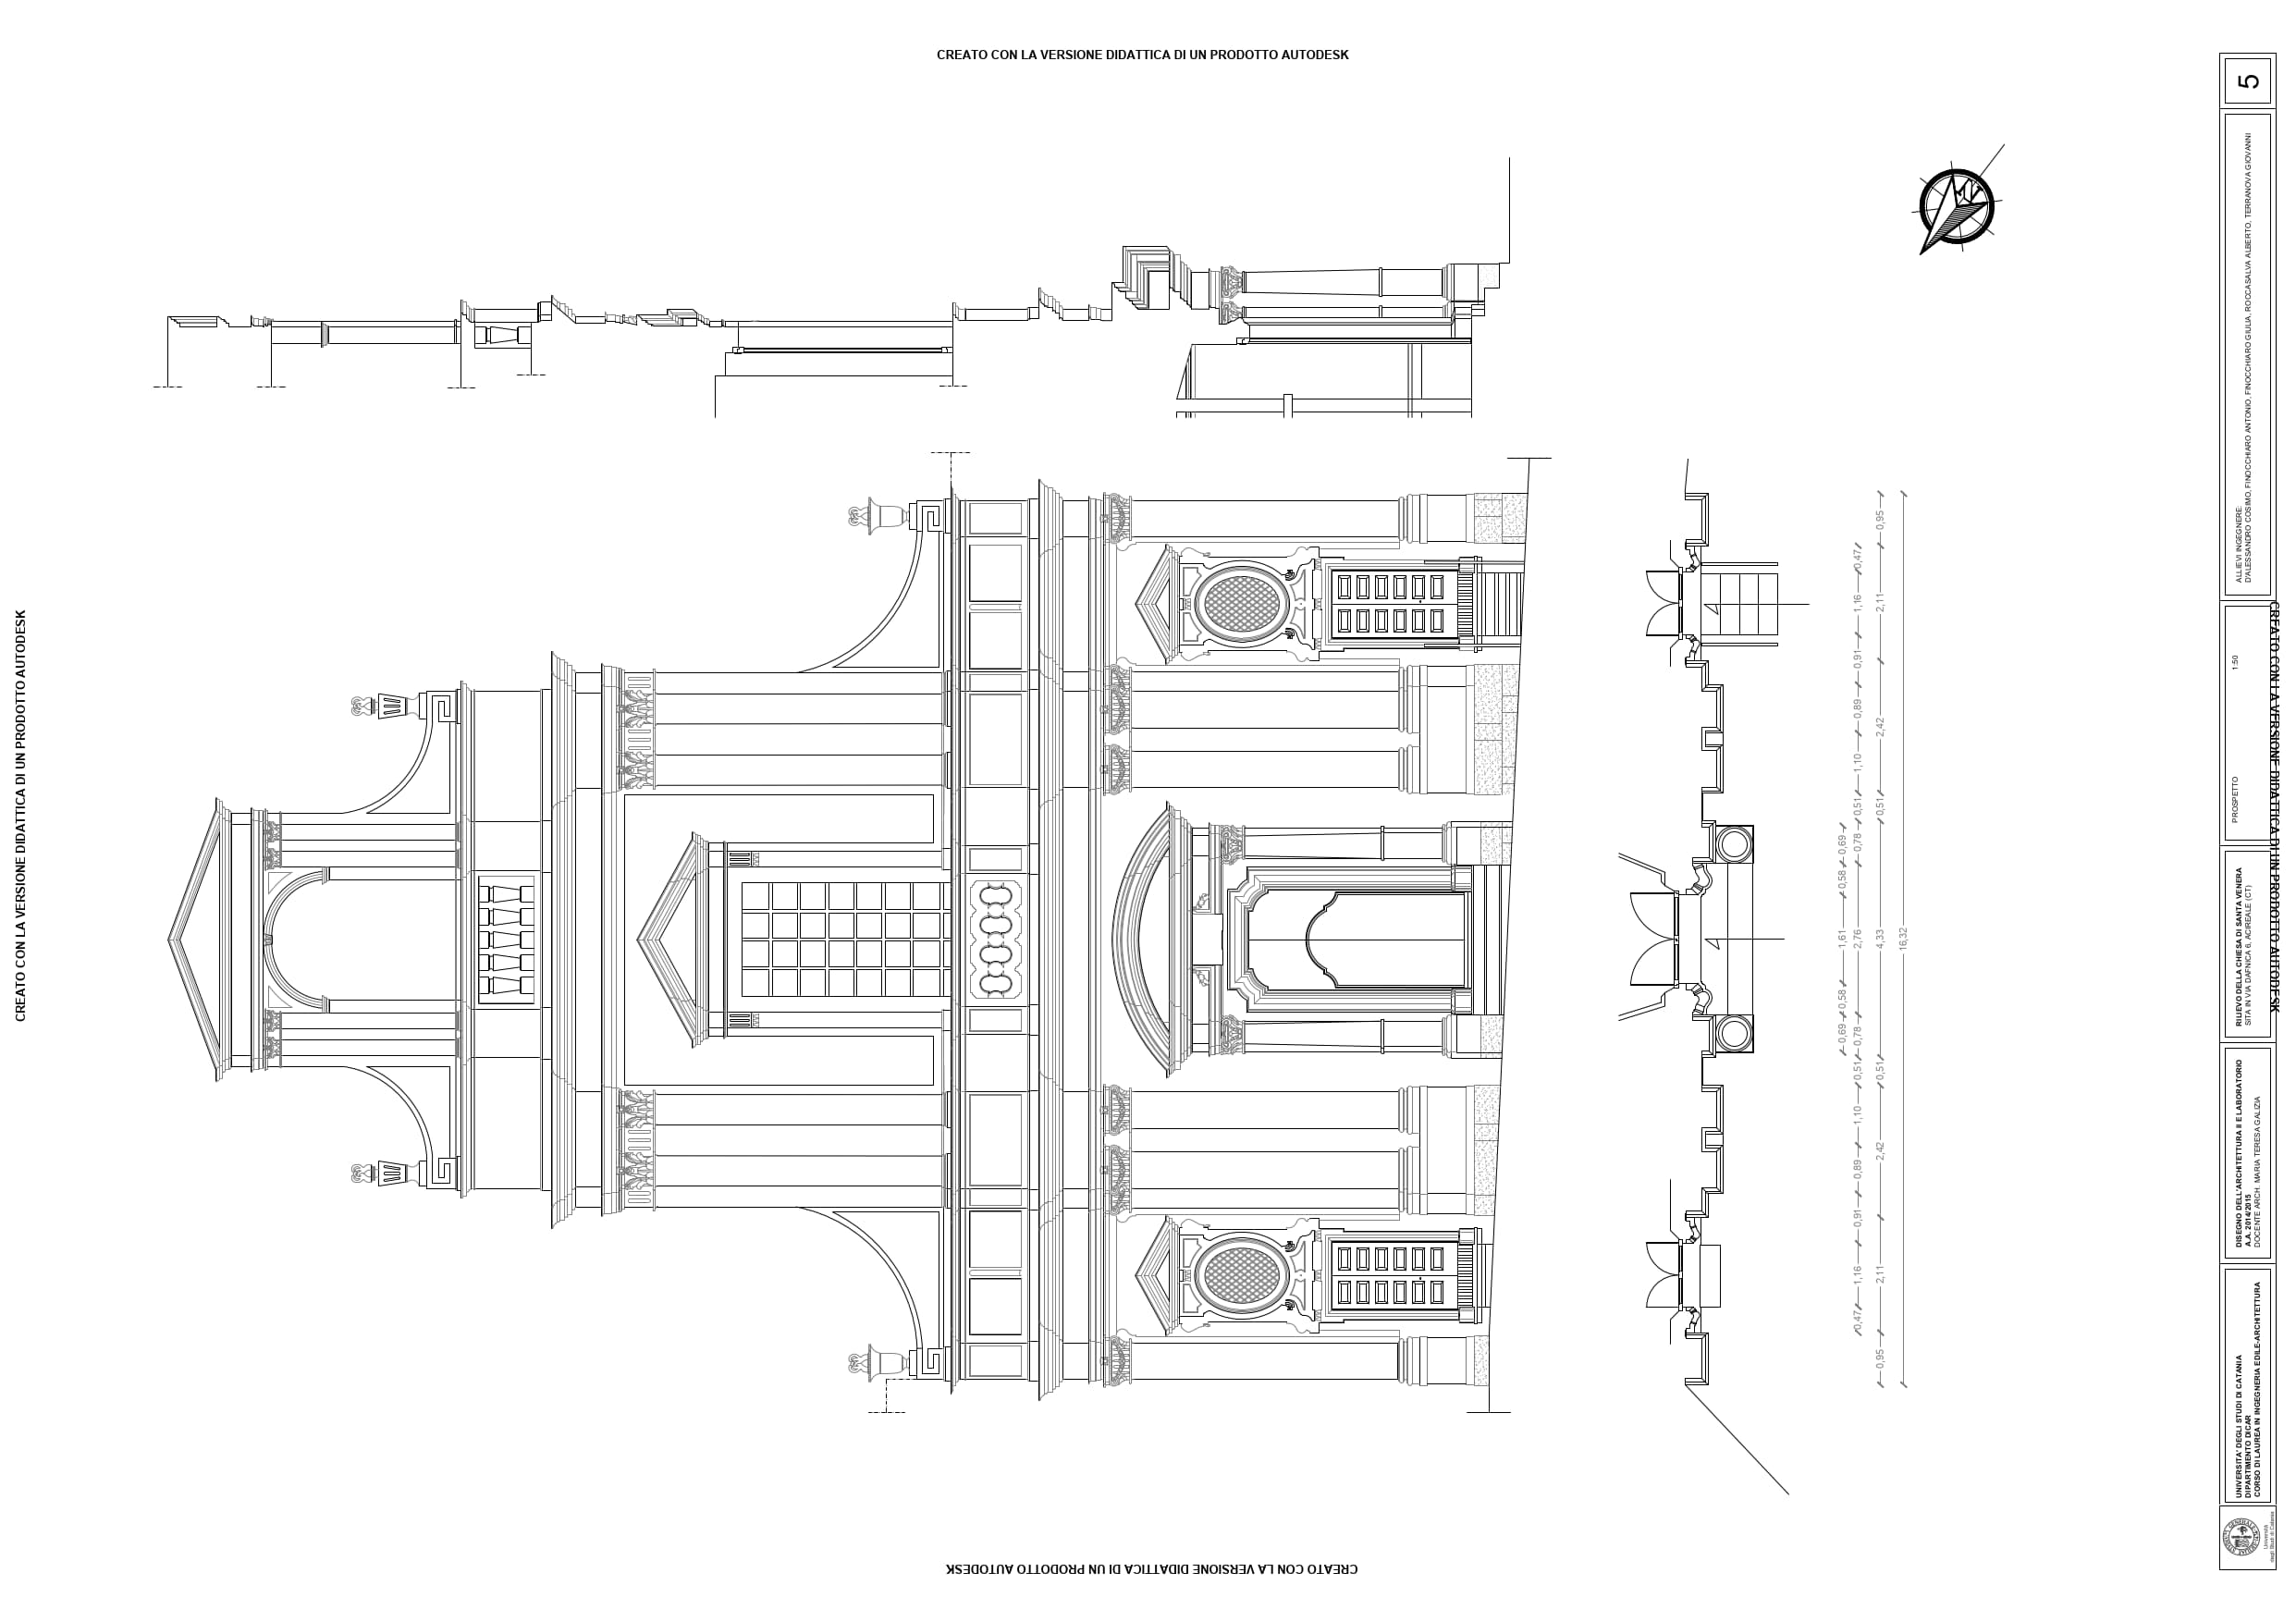 CREATO CON LA VERSIONE DIDATTICA DI UN PRODOTTO AUTODESK
CREATO CON LA VERSIONE DIDATTICA DI UN PRODOTTO AUTODESK
CREATO CON LA VERSIONE DIDATTICA DI UN PRODOTTO AUTODESK
CREATO CON LA VERSIONE DIDATTICA DI UN PRODOTTO AUTODESK
N
0,69
0,58
1,61
0,58
0,69
0,47
1,16
0,91
0,89
1,10
0,51
0,78
2,76
0,78
0,51
1,10
0,89
0,91
1,16
0,47
0,95
2,11
2,42
0,51
4,33
0,51
2,42
2,11
0,95
16,32
Università
degli Studi di Catania
UNIVERSITA' DEGLI STUDI DI CATANIA
DIPARTIMENTO DICAR
CORSO DI LAUREA IN INGEGNERIA EDILE-ARCHITETTURA
DISEGNO DELL'ARCHITETTURA II E LABORATORIO
A.A. 2014/2015
DOCENTE ARCH. MARIA TERESA GALIZIA
RILIEVO DELLA CHIESA DI SANTA VENERA
SITA IN VIA DAFNICA 6, ACIREALE (CT)
PROSPETTO 1:50
ALLIEVI INGEGNERE:
D'ALESSANDRO COSIMO, FINOCCHIARO ANTONIO, FINOCCHIARO GIULIA, ROCCASALVA ALBERTO, TERRANOVA GIOVANNI
5